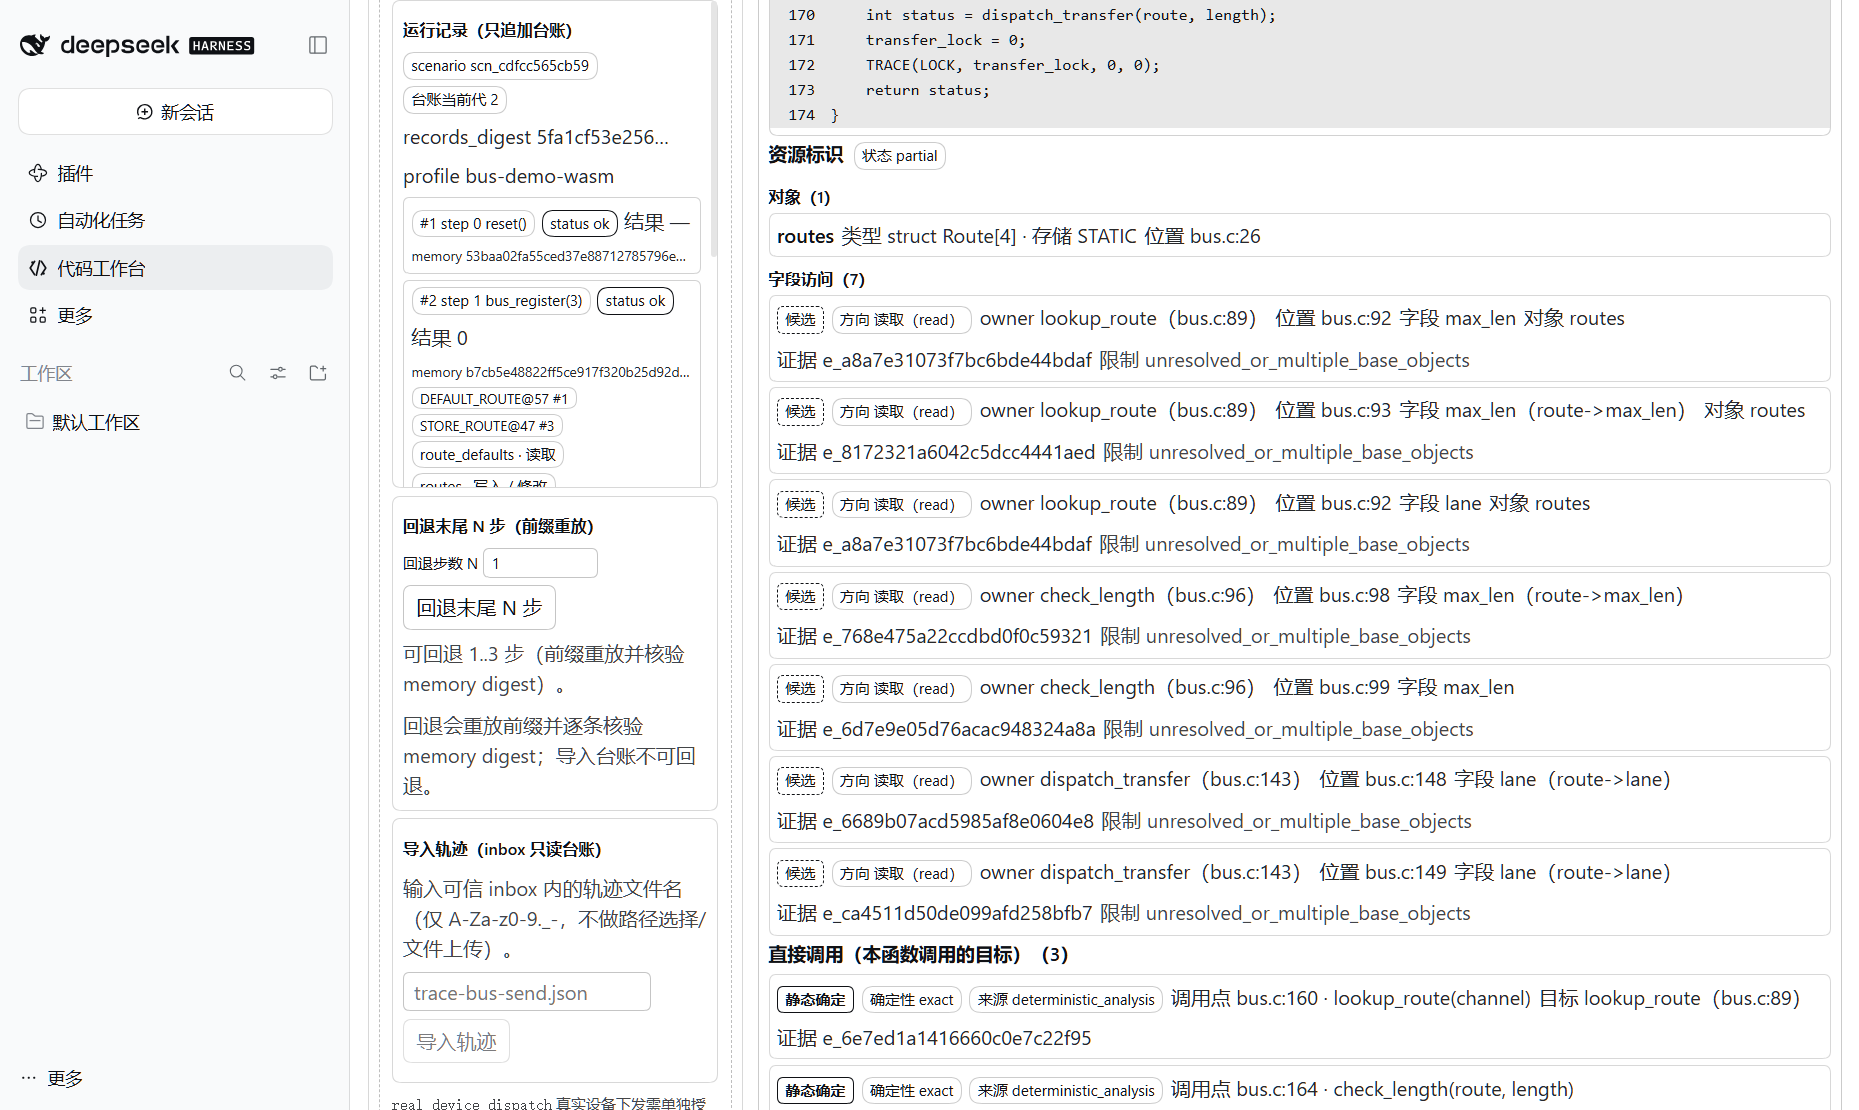 deepseek HARNESS
新会话
插件
自动化任务
代码工作台
更多
工作区
默认工作区
更多
运行记录（只追加台账）
scenario scn_cdfcc565cb59
台账当前代 2
records_digest 5fa1cf53e256...
profile bus-demo-wasm
#1 step 0 reset() status ok 结果 —
memory 53baa02fa55ced37e88712785796e...
#2 step 1 bus_register(3) status ok
结果 0
memory b7cb5e48822ff5ce917f320b25d92d...
DEFAULT_ROUTE@57 #1
STORE_ROUTE@47 #3
route_defaults · 读取
routes · 写入 / 修改
回退末尾 N 步（前缀重放）
回退步数 N 1
回退末尾 N 步
可回退 1..3 步（前缀重放并核验
memory digest）。
回退会重放前缀并逐条核验
memory digest；导入台账不可回
退。
导入轨迹（inbox 只读台账）
输入可信 inbox 内的轨迹文件名
（仅 A-Za-z0-9._-，不做路径选择/
文件上传）。
trace-bus-send.json
导入轨迹
real_device_dispatch 真实设备下发需单独授
170 int status = dispatch_transfer(route, length);
171 transfer_lock = 0;
172 TRACE(LOCK, transfer_lock, 0, 0);
173 return status;
174 }
资源标识 状态 partial
对象（1）
routes 类型 struct Route[4] · 存储 STATIC 位置 bus.c:26
字段访问（7）
候选 方向 读取（read） owner lookup_route（bus.c:89） 位置 bus.c:92 字段 max_len 对象 routes
证据 e_a8a7e31073f7bc6bde44bdaf 限制 unresolved_or_multiple_base_objects
候选 方向 读取（read） owner lookup_route（bus.c:89） 位置 bus.c:93 字段 max_len（route->max_len） 对象 routes
证据 e_8172321a6042c5dcc4441aed 限制 unresolved_or_multiple_base_objects
候选 方向 读取（read） owner lookup_route（bus.c:89） 位置 bus.c:92 字段 lane 对象 routes
证据 e_a8a7e31073f7bc6bde44bdaf 限制 unresolved_or_multiple_base_objects
候选 方向 读取（read） owner check_length（bus.c:96） 位置 bus.c:98 字段 max_len（route->max_len）
证据 e_768e475a22ccdbd0f0c59321 限制 unresolved_or_multiple_base_objects
候选 方向 读取（read） owner check_length（bus.c:96） 位置 bus.c:99 字段 max_len
证据 e_6d7e9e05d76acac948324a8a 限制 unresolved_or_multiple_base_objects
候选 方向 读取（read） owner dispatch_transfer（bus.c:143） 位置 bus.c:148 字段 lane（route->lane）
证据 e_6689b07acd5985af8e0604e8 限制 unresolved_or_multiple_base_objects
候选 方向 读取（read） owner dispatch_transfer（bus.c:143） 位置 bus.c:149 字段 lane（route->lane）
证据 e_ca4511d50de099afd258bfb7 限制 unresolved_or_multiple_base_objects
直接调用（本函数调用的目标）（3）
静态确定 确定性 exact 来源 deterministic_analysis 调用点 bus.c:160 · lookup_route(channel) 目标 lookup_route（bus.c:89）
证据 e_6e7ed1a1416660c0e7c22f95
静态确定 确定性 exact 来源 deterministic_analysis 调用点 bus.c:164 · check_length(route, length)